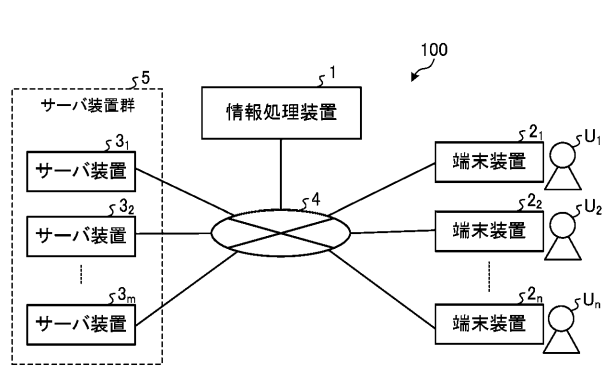 100
5
サーバ装置群
1
情報処理装置
3₁
サーバ装置
3₂
サーバ装置
3m
サーバ装置
4
2₁
端末装置
U₁
2₂
端末装置
U₂
2n
端末装置
Un